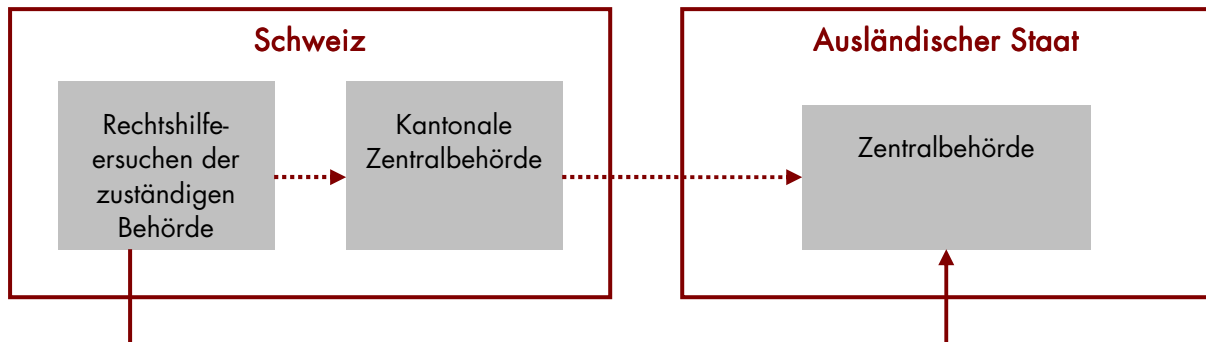 Schweiz
Ausländischer Staat
Rechtshilfe-
ersuchen der
zuständigen
Behörde
Kantonale
Zentralbehörde
Zentralbehörde